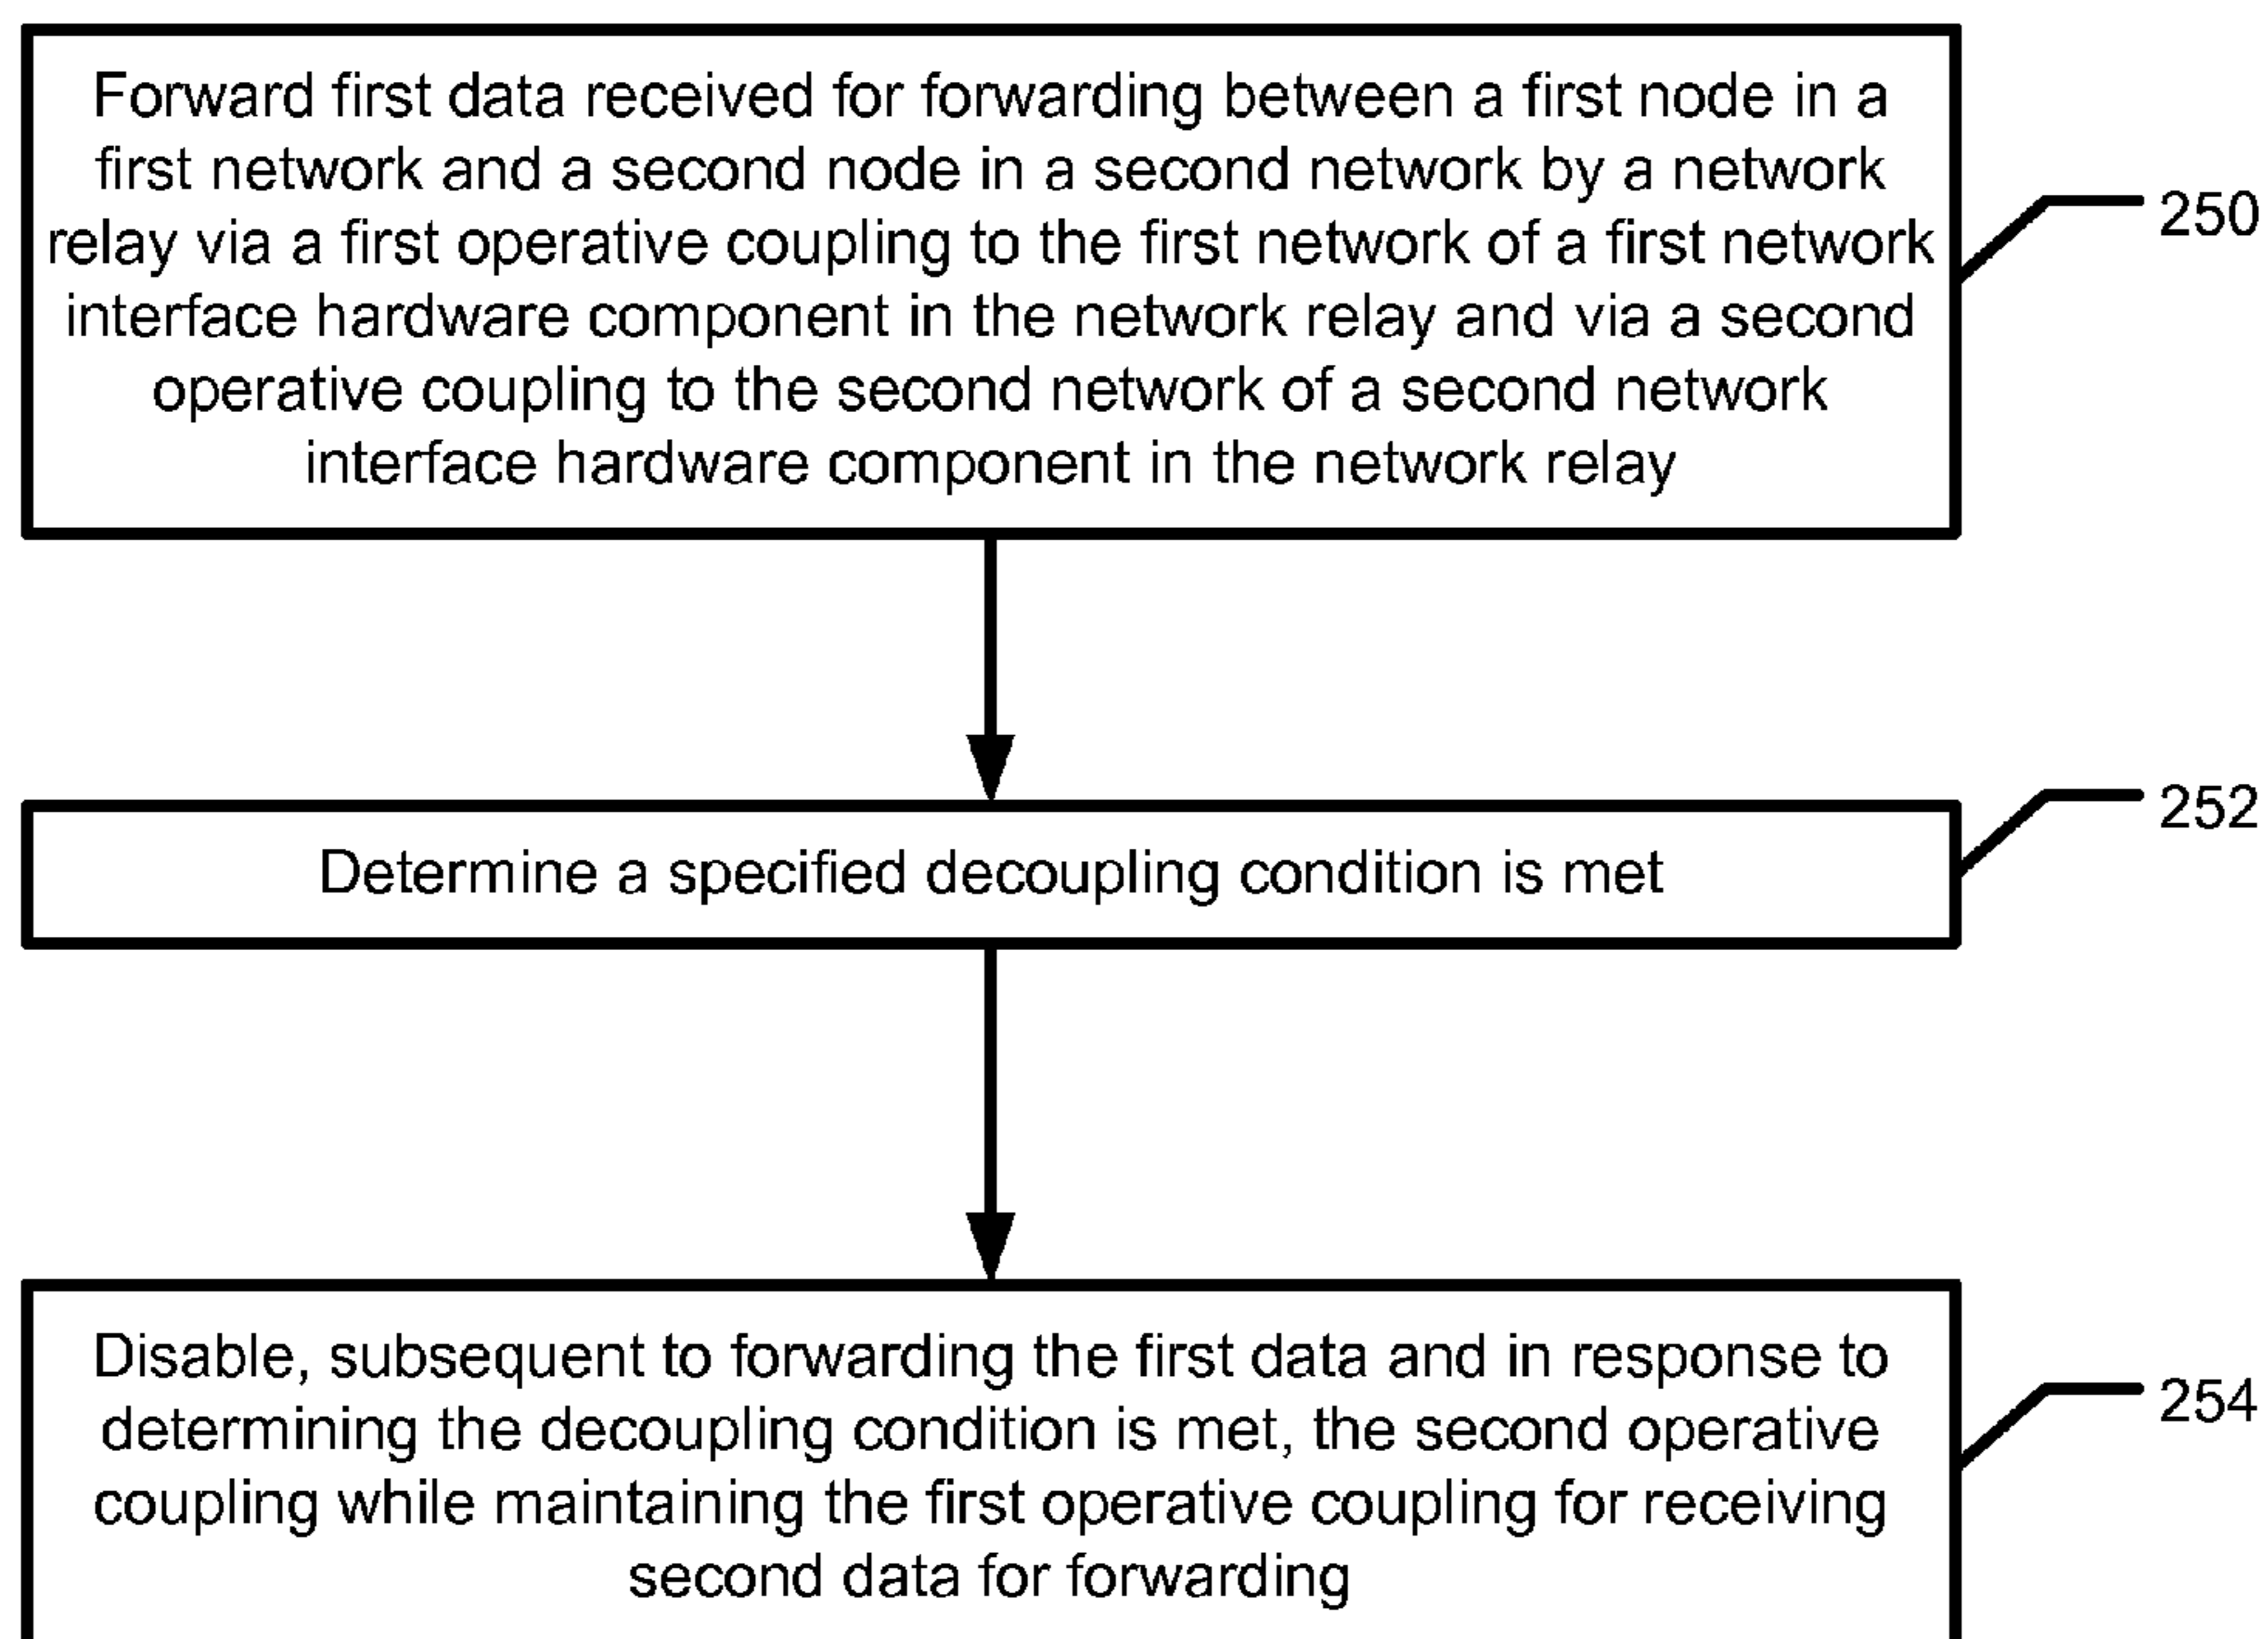 Forward first data received for forwarding between a first node in a
first network and a second node in a second network by a network
relay via a first operative coupling to the first network of a first network
interface hardware component in the network relay and via a second
operative coupling to the second network of a second network
interface hardware component in the network relay
250
Determine a specified decoupling condition is met
252
Disable, subsequent to forwarding the first data and in response to
determining the decoupling condition is met, the second operative
coupling while maintaining the first operative coupling for receiving
second data for forwarding
254